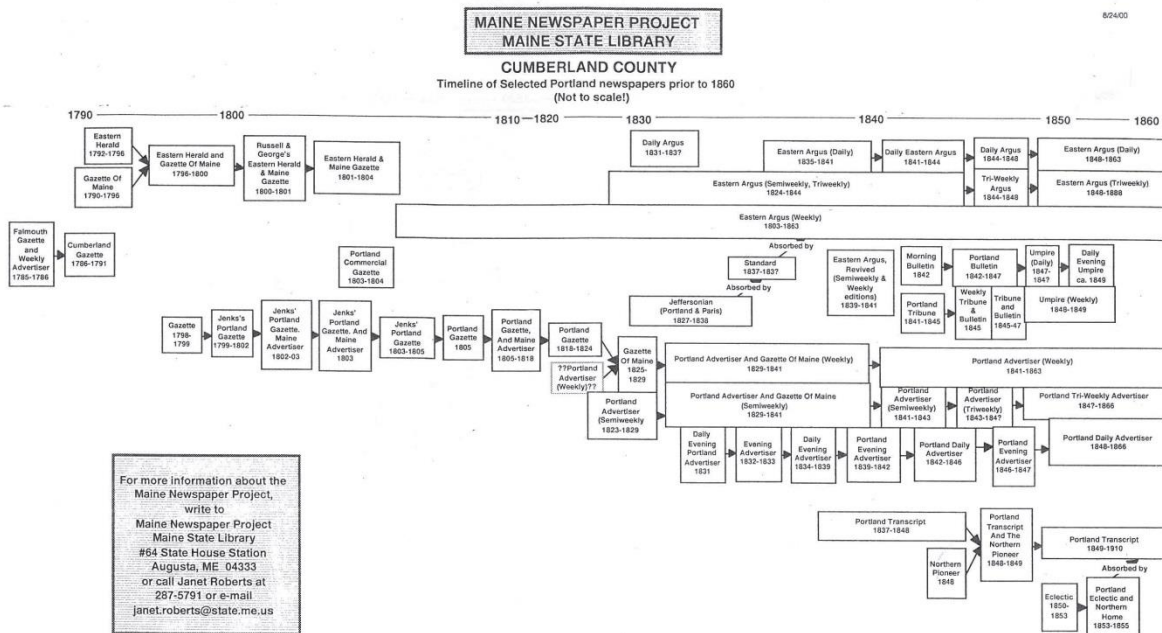 MAINE NEWSPAPER PROJECT
MAINE STATE LIBRARY
8/24/00
CUMBERLAND COUNTY
Timeline of Selected Portland newspapers prior to 1860
(Not to scale!)
1790
1800
1810
1820
1830
1840
1850
1860
Eastern
Herald
1792-1796
Gazette Of
Maine
1790-1796
Eastern Herald and
Gazette Of Maine
1796-1800
Russell &
George's
Eastern Herald
& Maine
Gazette
1800-1801
Eastern Herald &
Maine Gazette
1801-1804
Daily Argus
1831-183?
Eastern Argus (Daily)
1835-1841
Daily Eastern Argus
1841-1844
Daily Argus
1844-1848
Eastern Argus (Daily)
1848-1863
Eastern Argus (Semiweekly, Triweekly)
1824-1844
Tri-Weekly
Argus
1844-1848
Eastern Argus (Triweekly)
1848-1888
Eastern Argus (Weekly)
1803-1863
Falmouth
Gazette
and
Weekly
Advertiser
1785-1786
Cumberland
Gazette
1786-1791
Portland
Commercial
Gazette
1803-1804
Absorbed by
Standard
1837-183?
Absorbed by
Jeffersonian
(Portland & Paris)
1827-1838
Eastern Argus,
Revived
(Semiweekly &
Weekly
editions)
1839-1841
Morning
Bulletin
1842
Portland
Bulletin
1842-1847
Umpire
(Daily)
1847-
184?
Daily
Evening
Umpire
ca. 1849
Portland
Tribune
1841-1845
Weekly
Tribune
&
Bulletin
1845
Tribune
and
Bulletin
1845-47
Umpire (Weekly)
1848-1849
Gazette
1798-
1799
Jenks's
Portland
Gazette
1799-1802
Jenks'
Portland
Gazette.
Maine
Advertiser
1802-03
Jenks'
Portland
Gazette. And
Maine
Advertiser
1803
Jenks'
Portland
Gazette
1803-1805
Portland
Gazette
1805
Portland
Gazette,
And Maine
Advertiser
1805-1818
Portland
Gazette
1818-1824
??Portland
Advertiser
(Weekly)??
Gazette
Of Maine
1825-
1829
Portland Advertiser And Gazette Of Maine (Weekly)
1829-1841
Portland Advertiser (Weekly)
1841-1863
Portland
Advertiser
(Semiweekly
1823-1829
Portland Advertiser And Gazette Of Maine
(Semiweekly)
1829-1841
Portland
Advertiser
(Semiweekly)
1841-1843
Portland
Advertiser
(Triweekly)
1843-184?
Portland Tri-Weekly Advertiser
184?-1866
Daily
Evening
Portland
Advertiser
1831
Evening
Advertiser
1832-1833
Daily
Evening
Advertiser
1834-1839
Portland
Evening
Advertiser
1839-1842
Portland Daily
Advertiser
1842-1846
Portland
Evening
Advertiser
1846-1847
Portland Daily Advertiser
1848-1866
For more information about the
Maine Newspaper Project,
write to
Maine Newspaper Project
Maine State Library
#64 State House Station
Augusta, ME 04333
or call Janet Roberts at
287-5791 or e-mail
janet.roberts@state.me.us
Portland Transcript
1837-1848
Northern
Pioneer
1848
Portland
Transcript
And The
Northern
Pioneer
1848-1849
Portland Transcript
1849-1910
Absorbed by
Eclectic
1850-
1853
Portland
Eclectic and
Northern
Home
1853-1855